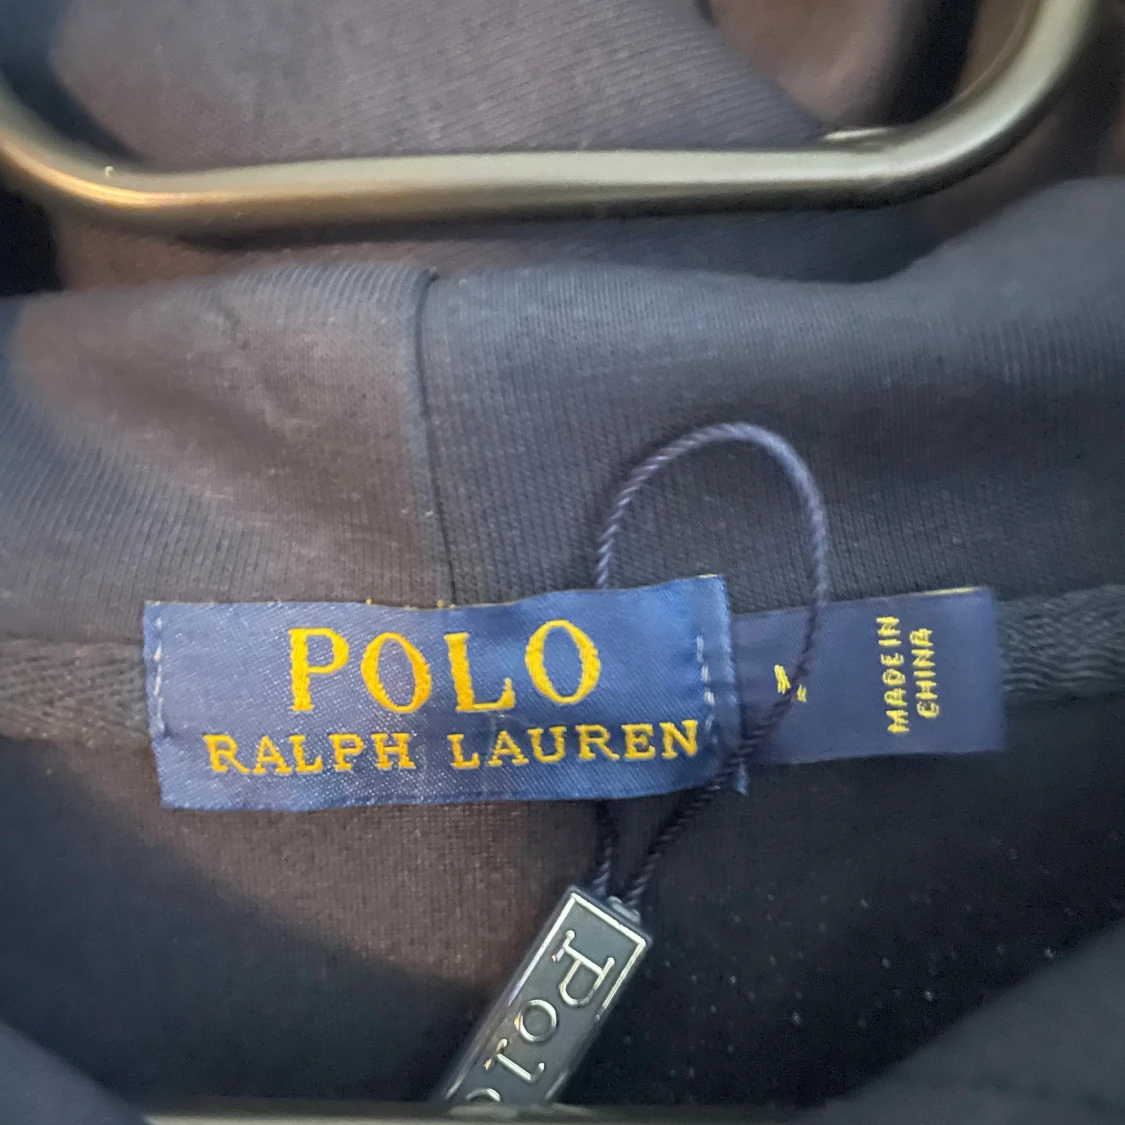 POLO
RALPH LAUREN
MADE IN
CHINA
Polo